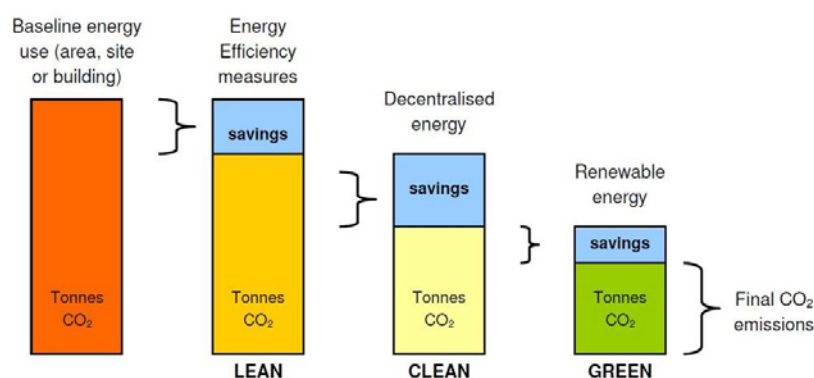 Baseline energy
use (area, site
or building)
Tonnes
CO₂
Energy
Efficiency
measures
savings
Tonnes
CO₂
LEAN
Decentralised
energy
savings
Tonnes
CO₂
CLEAN
Renewable
energy
savings
Tonnes
CO₂
GREEN
Final CO₂
emissions